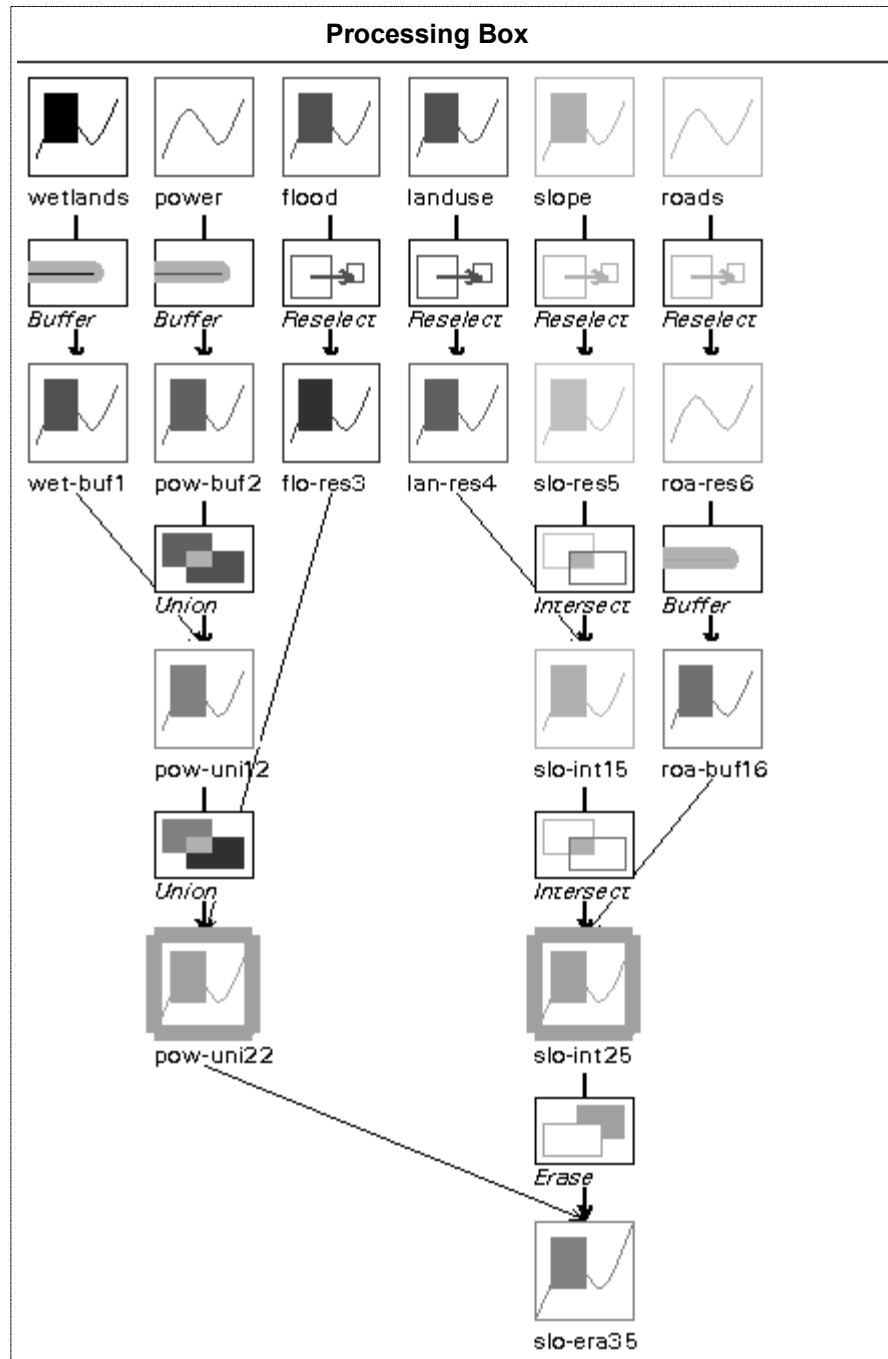 Processing Box
wetlands power flood landuse slope roads
Buffer Buffer Reselect Reselect Reselect Reselect
wet-buf1 pow-buf2 flo-res3 lan-res4 slo-res5 roa-res6
Union Intersect Buffer
pow-uni12 slo-int15 roa-buf16
Union Intersect
pow-uni22 slo-int25
Erase
slo-era35